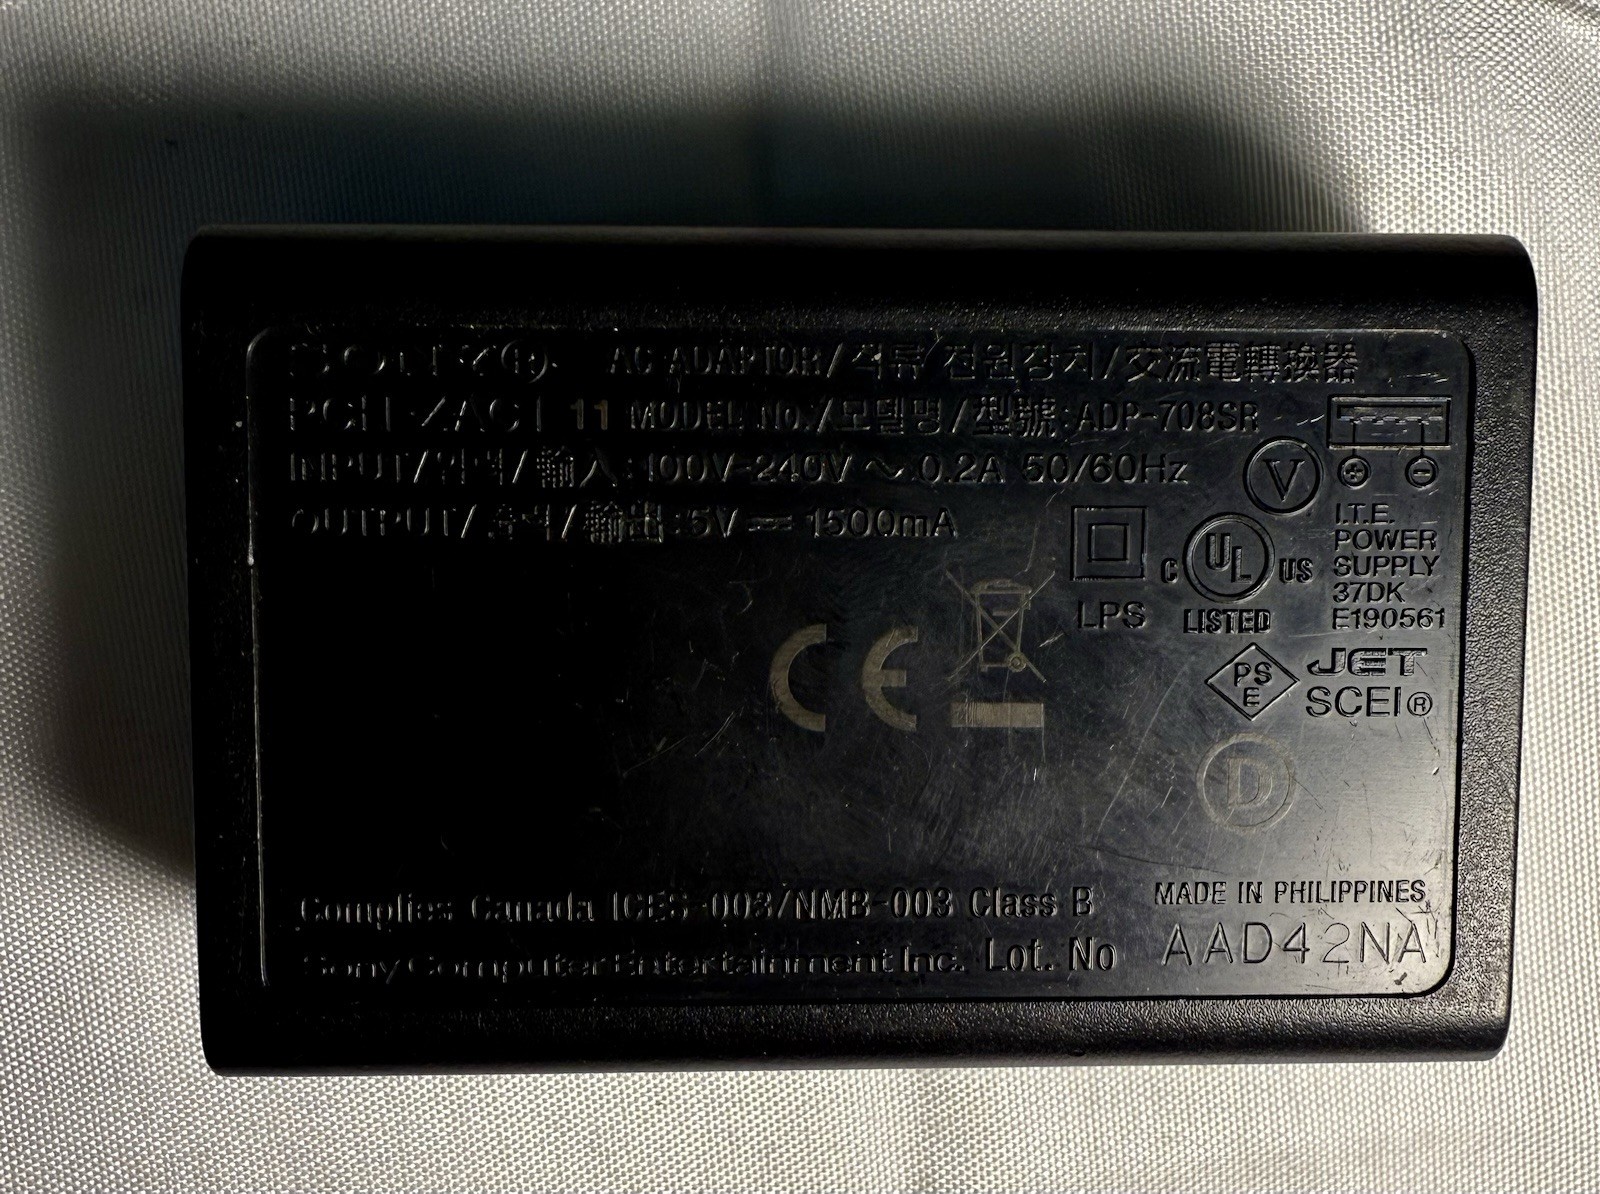 SONY® AC ADAPTOR/직류 전원장치/交流電轉換器
PCH-ZAC1 11 MODEL No./모델명/型號:ADP-708SR
INPUT/입력/輸入:100V-240V ~ 0.2A 50/60Hz
OUTPUT/출력/輸出:5V ⎓ 1500mA
V
I.T.E.
POWER
SUPPLY
37DK
E190561
C UL US
LISTED
LPS
CE
PS
E
JET
SCEI®
D
Complies Canada ICES-003/NMB-003 Class B
MADE IN PHILIPPINES
Sony Computer Entertainment Inc. Lot. No AAD42NA